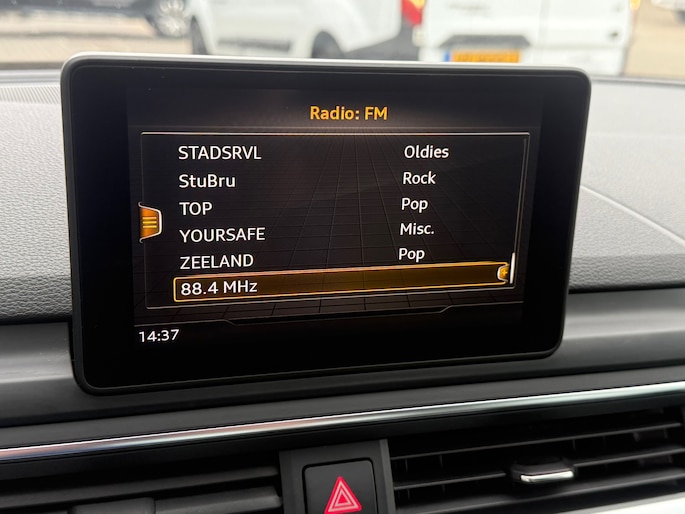 Radio: FM
STADSRVL Oldies
StuBru Rock
TOP Pop
YOURSAFE Misc.
ZEELAND Pop
88.4 MHz
14:37